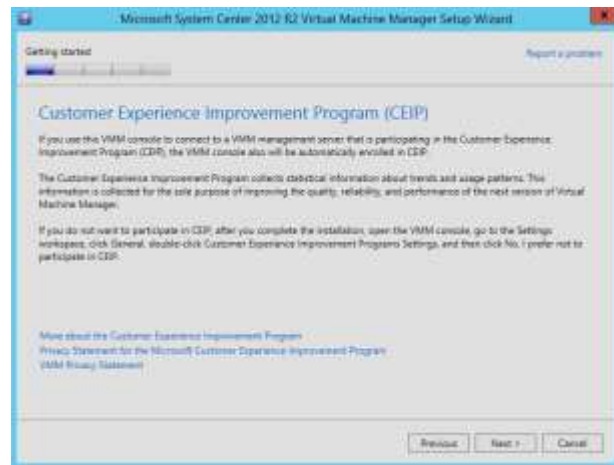 Microsoft System Center 2012 R2 Virtual Machine Manager Setup Wizard
Getting started
Report a problem
Customer Experience Improvement Program (CEIP)
If you use this VMM console to connect to a VMM management server that is participating in the Customer Experience
Improvement Program (CEIP), the VMM console also will be automatically enrolled in CEIP.
The Customer Experience Improvement Program collects statistical information about trends and usage patterns. This
information is collected for the sole purpose of improving the quality, reliability, and performance of the next version of Virtual
Machine Manager.
If you do not want to participate in CEIP, after you complete the installation, open the VMM console, go to the Settings
workspace, click General, double-click Customer Experience Improvement Programs Settings, and then click No, I prefer not to
participate in CEIP.
More about the Customer Experience Improvement Program
Privacy Statement for the Microsoft Customer Experience Improvement Program
VMM Privacy Statement
Previous
Next >
Cancel